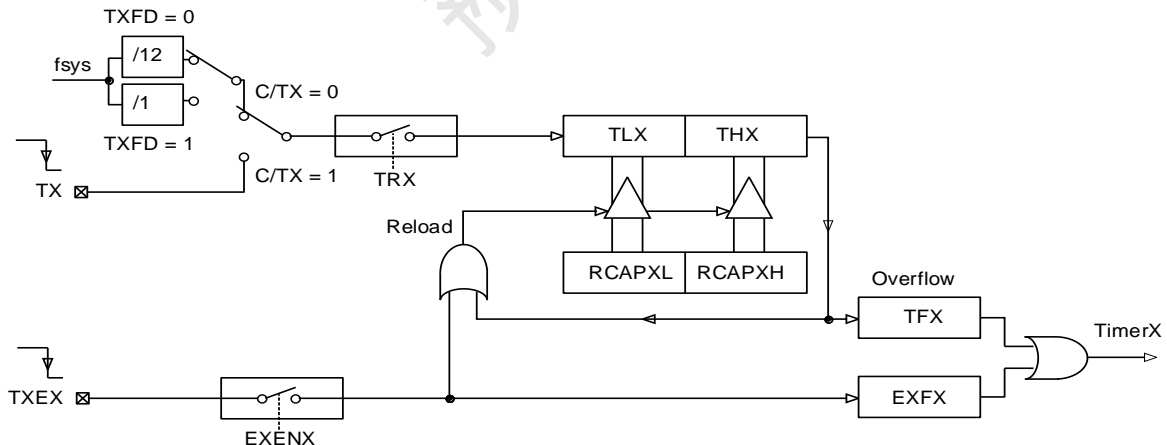 TXFD = 0
/12
fsys
C/TX = 0
/1
TLX
THX
TXFD = 1
C/TX = 1
TRX
TX
Reload
RCAPXL
RCAPXH
Overflow
TFX
TimerX
TXEX
EXFX
EXENX